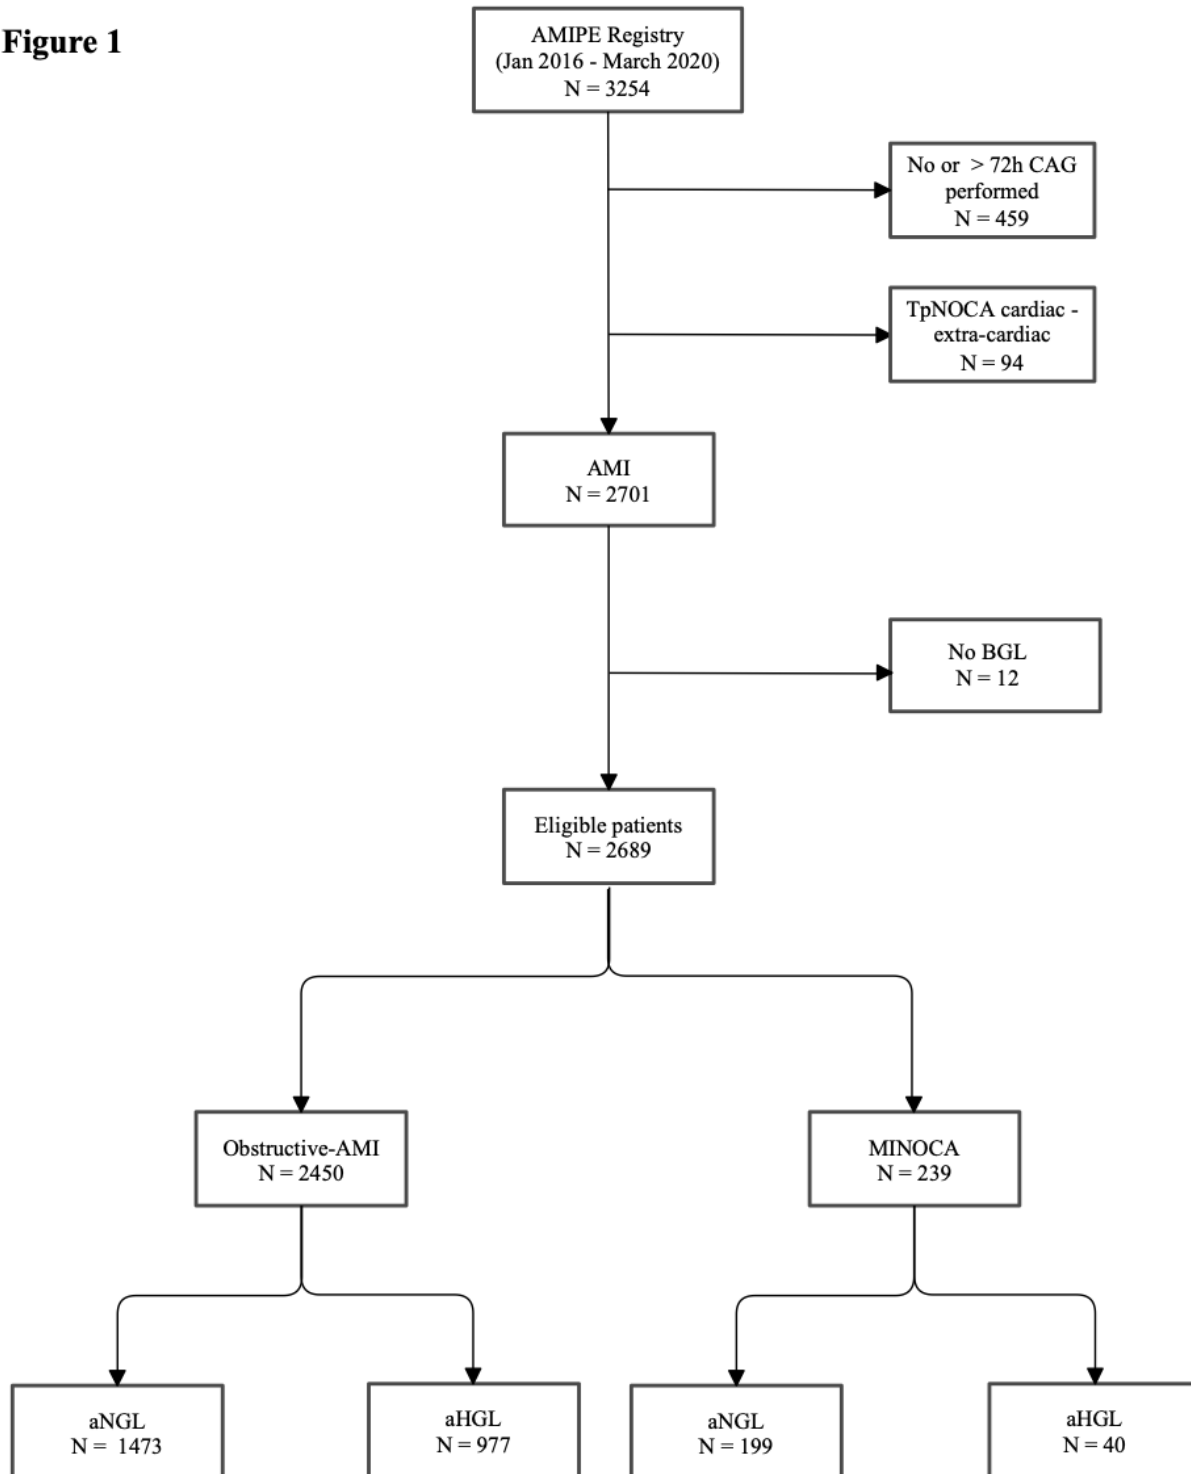 Figure 1
AMIPE Registry
(Jan 2016 - March 2020)
N = 3254
No or  > 72h CAG
performed
N = 459
TpNOCA cardiac -
extra-cardiac
N = 94
AMI
N = 2701
No BGL
N = 12
Eligible patients
N = 2689
Obstructive-AMI
N = 2450
MINOCA
N = 239
aNGL
N =  1473
aHGL
N = 977
aNGL
N = 199
aHGL
N = 40